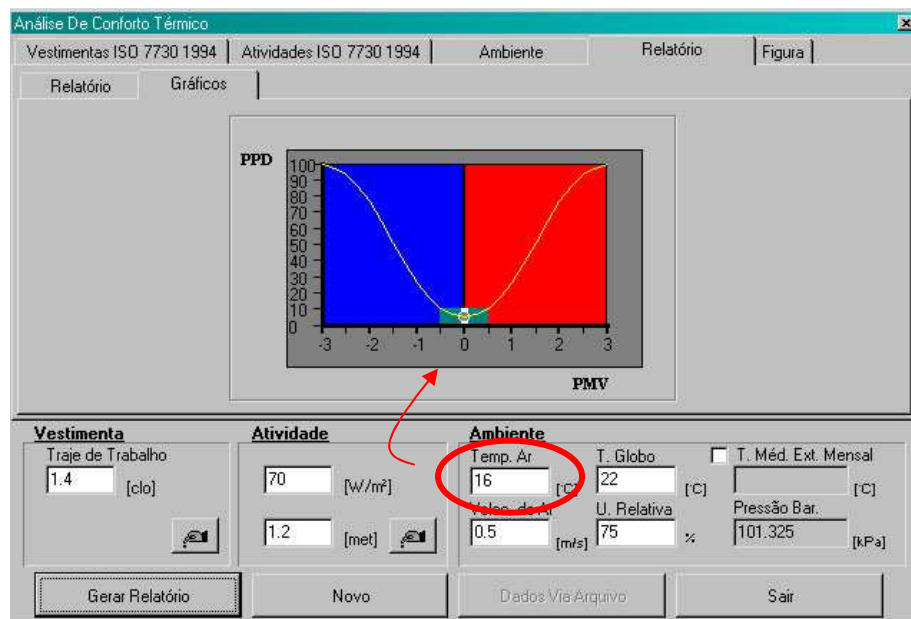 Análise De Conforto Térmico
Vestimentas ISO 7730 1994 Atividades ISO 7730 1994 Ambiente Relatório Figura
Relatório Gráficos
PPD
100
90
80
70
60
50
40
30
20
10
0
-3 -2 -1 0 1 2 3
PMV
Vestimenta Atividade Ambiente
Traje de Trabalho Temp. Ar T. Globo T. Méd. Ext. Mensal
1.4 [clo] 70 [W/m²] 16 [°C] 22 [°C] [°C]
Veloc. do Ar U. Relativa Pressão Bar.
1.2 [met] 0.5 [m/s] 75 % 101.325 [kPa]
Gerar Relatório Novo Dados Via Arquivo Sair